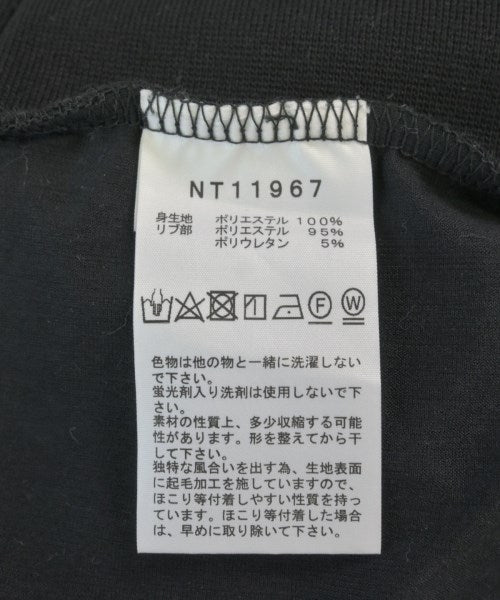 NT11967
身生地 ポリエステル 100%
リブ部 ポリエステル 95%
ポリウレタン 5%
F W
色物は他の物と一緒に洗濯しない
で下さい。
蛍光剤入り洗剤は使用しないで下
さい。
素材の性質上、多少収縮する可能
性があります。形を整えてから干
して下さい。
独特な風合いを出す為、生地表面
に起毛加工を施していますので、
ほこり等付着しやすい性質を持っ
ています。ほこり等付着した場合
は、早めに取り除いて下さい。